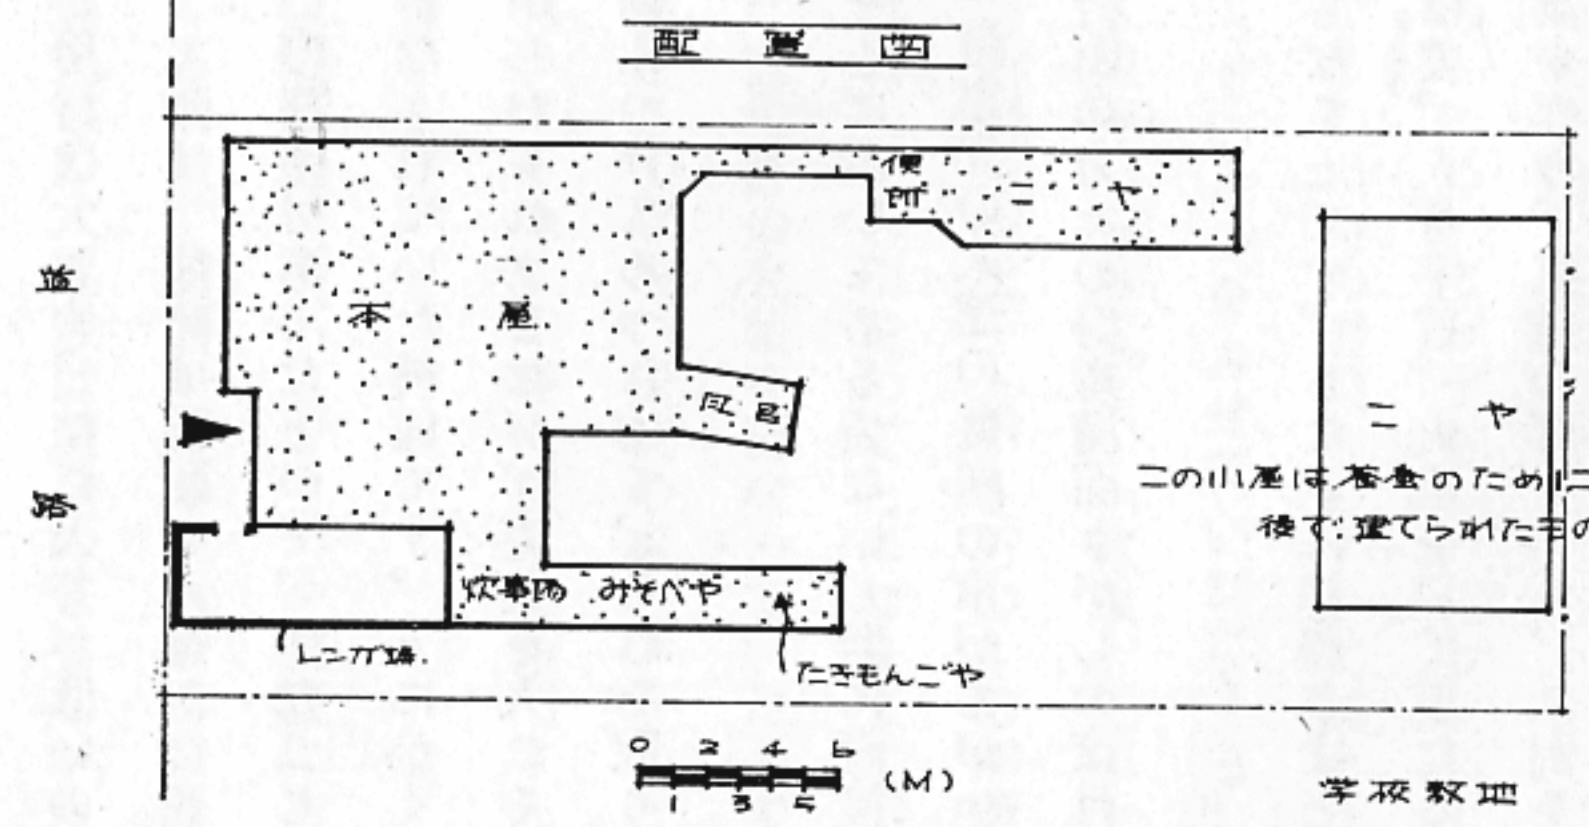 配置図
道路
便所
ニヤ
本屋
風呂
ニヤ
この小屋は養蚕のために
後で建てられたもの
炊事場 みそべや
レンガ塀
たきもんごや
0 2 4 6
1 3 5
(M)
学校敷地